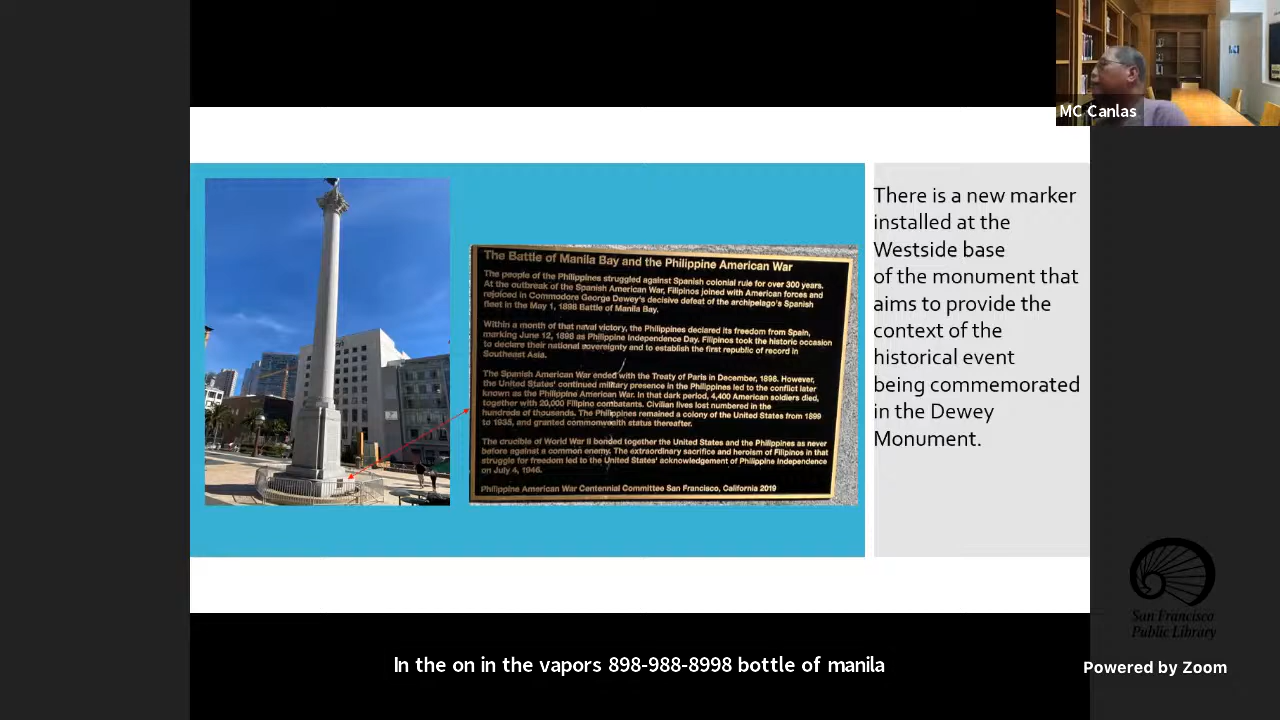 MC Canlas
The Battle of Manila Bay and the Philippine American War
The people of the Philippines struggled against Spanish colonial rule for over 300 years.
At the outbreak of the Spanish American War, Filipinos joined with American forces and
rejoiced in Commodore George Dewey's decisive defeat of the archipelago's Spanish
fleet in the May 1, 1898 Battle of Manila Bay.
Within a month of that naval victory, the Philippines declared its freedom from Spain,
marking June 12, 1898 as Philippine Independence Day. Filipinos took the historic occasion
to declare their national sovereignty and to establish the first republic of record in
Southeast Asia.
The Spanish American War ended with the Treaty of Paris in December, 1898. However,
the United States' continued military presence in the Philippines led to the conflict later
known as the Philippine American War. In that dark period, 4,400 American soldiers died,
together with 20,000 Filipino combatants. Civilian lives lost numbered in the
hundreds of thousands. The Philippines remained a colony of the United States from 1899
to 1935, and granted commonwealth status thereafter.
The crucible of World War II bonded together the United States and the Philippines as never
before against a common enemy. The extraordinary sacrifice and heroism of Filipinos in that
struggle for freedom led to the United States' acknowledgement of Philippine Independence
on July 4, 1946.
Philippine American War Centennial Committee San Francisco, California 2019
There is a new marker
installed at the
Westside base
of the monument that
aims to provide the
context of the
historical event
being commemorated
in the Dewey
Monument.
San Francisco
Public Library
In the on in the vapors 898-988-8998 bottle of manila
Powered by Zoom